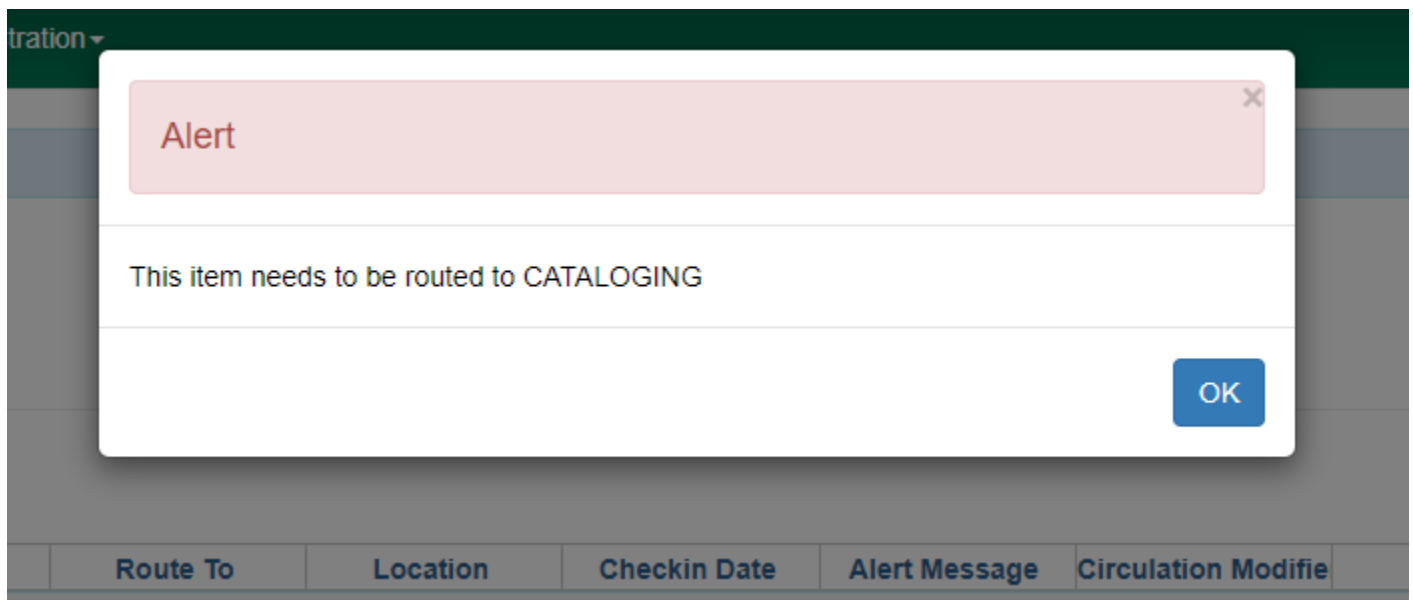 tration
Alert
×
This item needs to be routed to CATALOGING
OK
Route To Location Checkin Date Alert Message Circulation Modifie